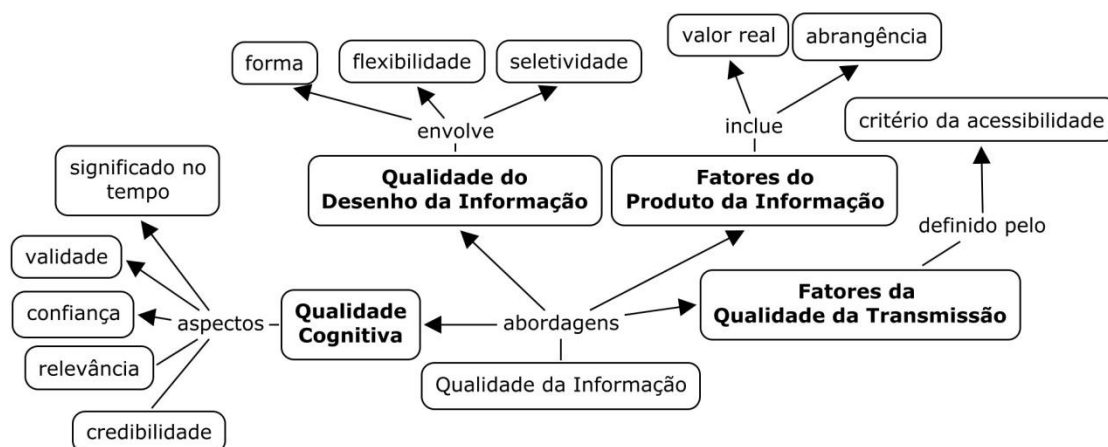 valor real
abrangência
forma
flexibilidade
seletividade
critério da acessibilidade
envolve
inclue
significado no
tempo
Qualidade do
Desenho da Informação
Fatores do
Produto da Informação
definido pelo
validade
Fatores da
Qualidade da Transmissão
confiança
aspectos
Qualidade
Cognitiva
abordagens
relevância
Qualidade da Informação
credibilidade